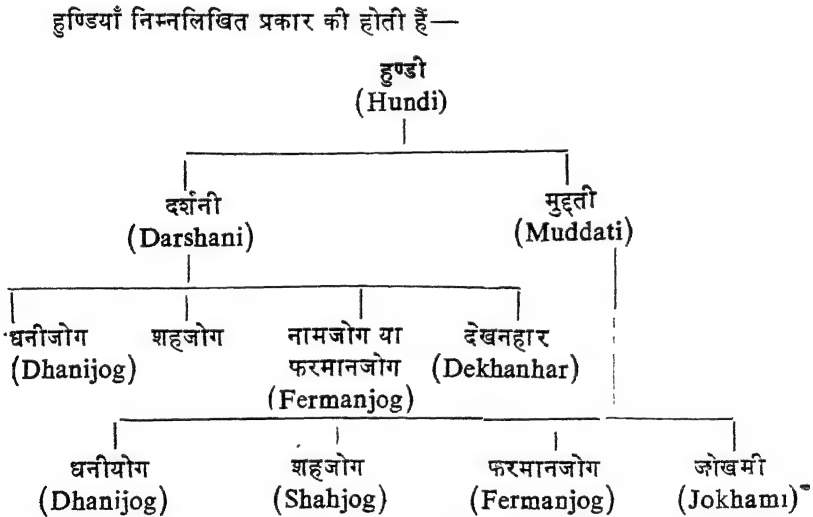 हुण्डियाँ निम्नलिखित प्रकार की होती हैं—
हुण्डी
(Hundi)
दर्शनी मुद्दती
(Darshani) (Muddati)
धनीजोग शहजोग नामजोग या देखनहार
(Dhanijog) फरमानजोग (Dekhanhar)
(Fermanjog)
धनीयोग शहजोग फरमानजोग जोखमी
(Dhanijog) (Shahjog) (Fermanjog) (Jokhami)